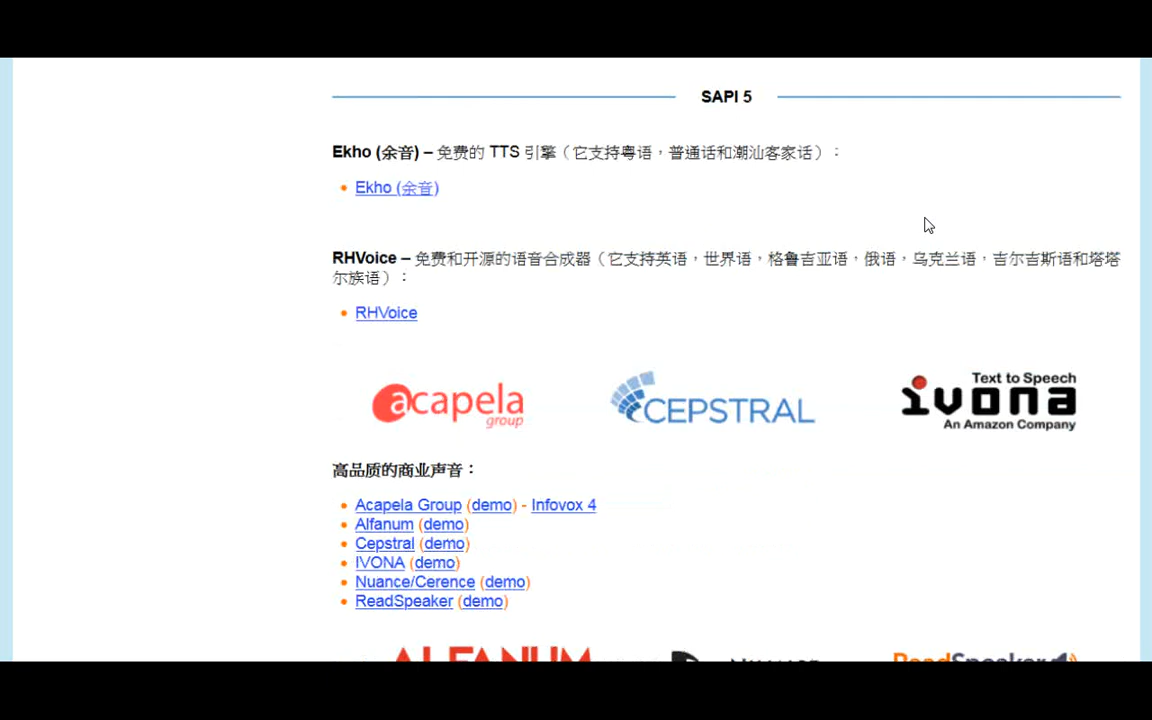 SAPI 5
Ekho (余音) – 免费的 TTS 引擎（它支持粤语，普通话和潮汕客家话）：
Ekho (余音)
RHVoice – 免费和开源的语音合成器（它支持英语，世界语，格鲁吉亚语，俄语，乌克兰语，吉尔吉斯语和塔塔
尔族语）：
RHVoice
acapela
group
CEPSTRAL
Text to Speech
ivona
An Amazon Company
高品质的商业声音：
Acapela Group (demo) - Infovox 4
Alfanum (demo)
Cepstral (demo)
IVONA (demo)
Nuance/Cerence (demo)
ReadSpeaker (demo)
ALFANUM
ReadSpeaker